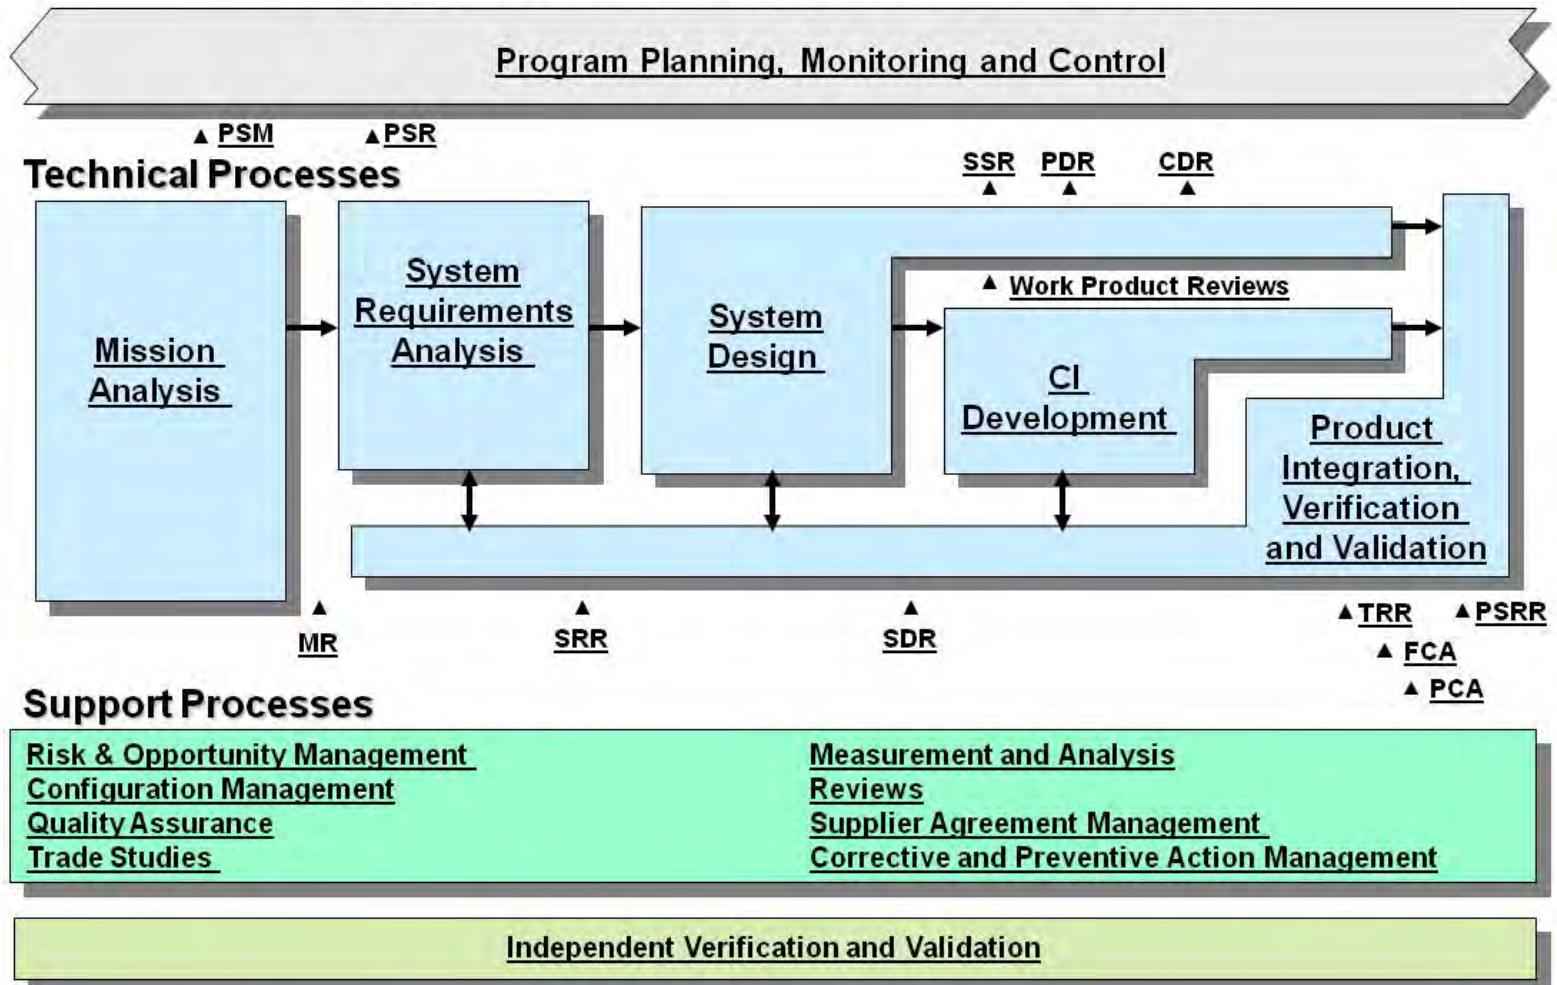 Program Planning, Monitoring and Control
PSM
PSR
Technical Processes
SSR
PDR
CDR
Mission
Analysis
System
Requirements
Analysis
System
Design
Work Product Reviews
CI
Development
Product
Integration,
Verification
and Validation
MR
SRR
SDR
TRR
PSRR
FCA
PCA
Support Processes
Risk & Opportunity Management
Configuration Management
Quality Assurance
Trade Studies
Measurement and Analysis
Reviews
Supplier Agreement Management
Corrective and Preventive Action Management
Independent Verification and Validation